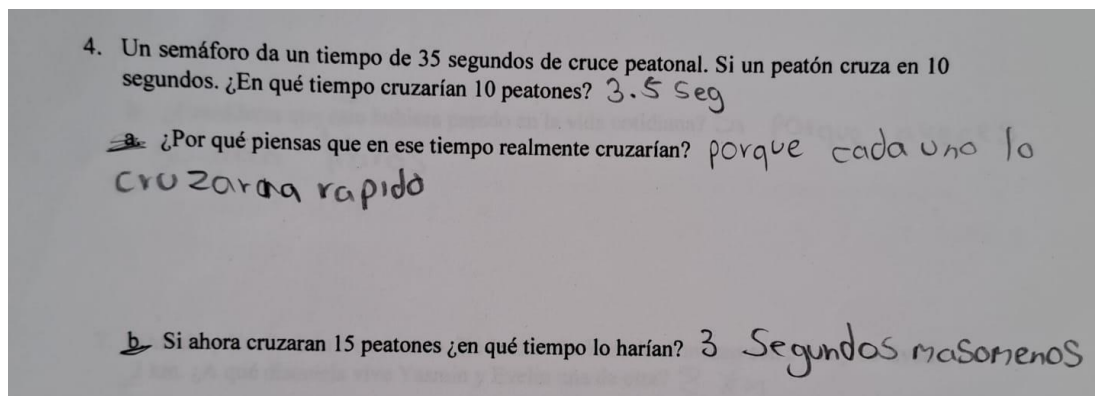 4. Un semáforo da un tiempo de 35 segundos de cruce peatonal. Si un peatón cruza en 10
segundos. ¿En qué tiempo cruzarían 10 peatones? 3.5 seg
a. ¿Por qué piensas que en ese tiempo realmente cruzarían? porque cada uno lo
cruzarna rapido
b. Si ahora cruzaran 15 peatones ¿en qué tiempo lo harían? 3 Segundos masomenos